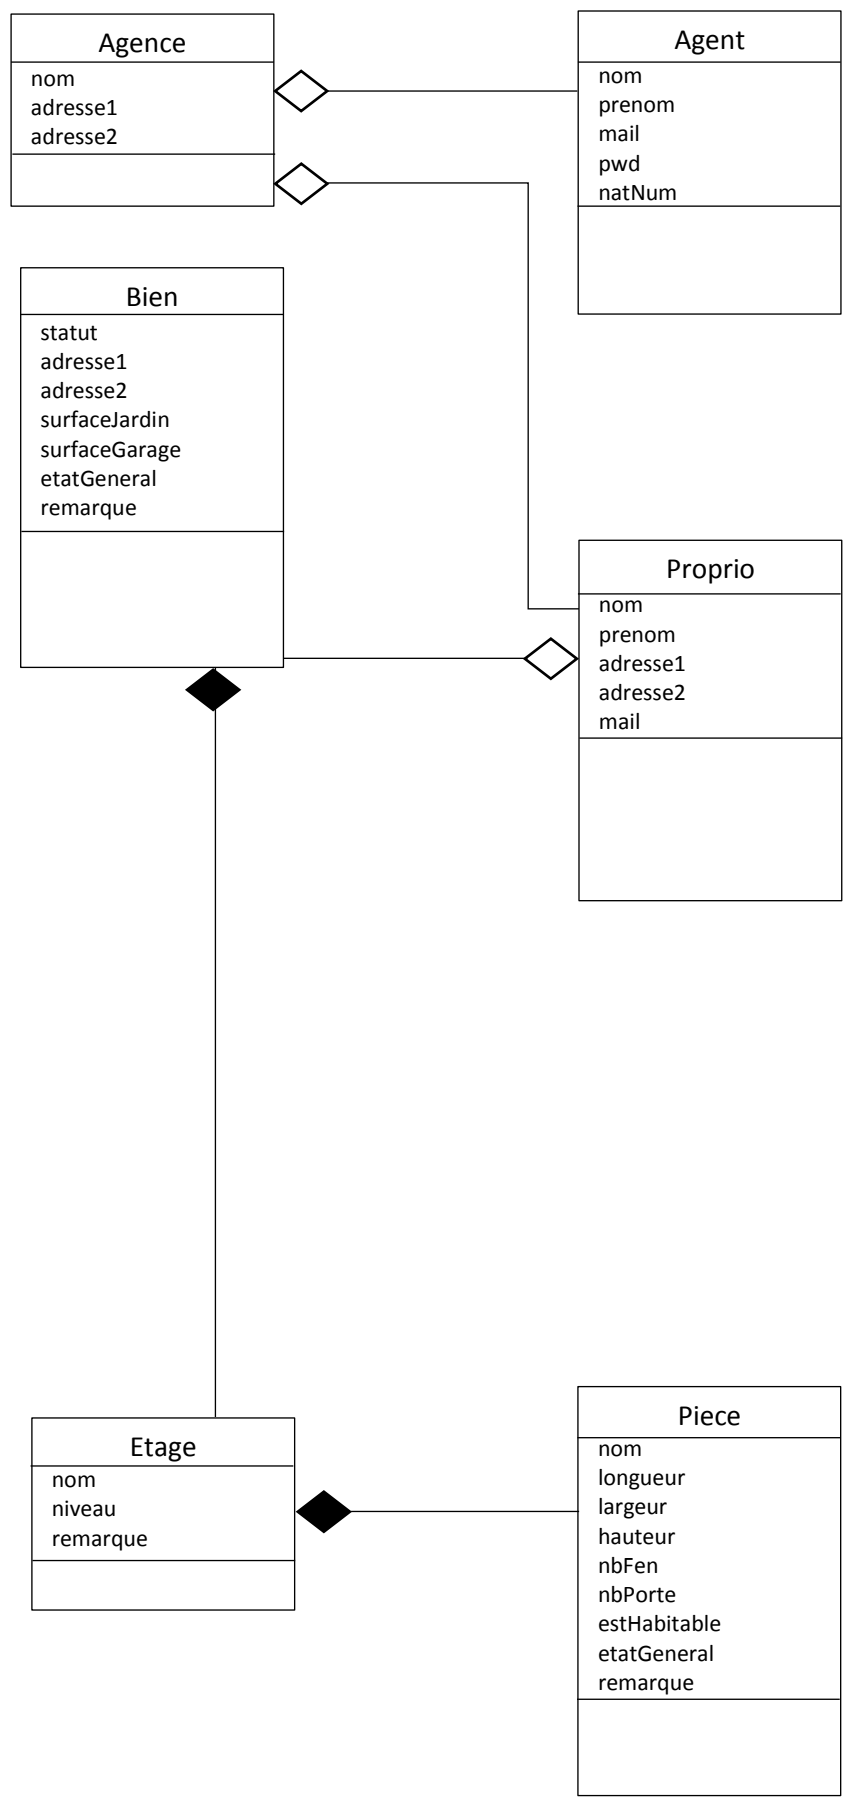 Agence
nom
adresse1
adresse2
Agent
nom
prenom
mail
pwd
natNum
Bien
statut
adresse1
adresse2
surfaceJardin
surfaceGarage
etatGeneral
remarque
Proprio
nom
prenom
adresse1
adresse2
mail
Etage
nom
niveau
remarque
Piece
nom
longueur
largeur
hauteur
nbFen
nbPorte
estHabitable
etatGeneral
remarque